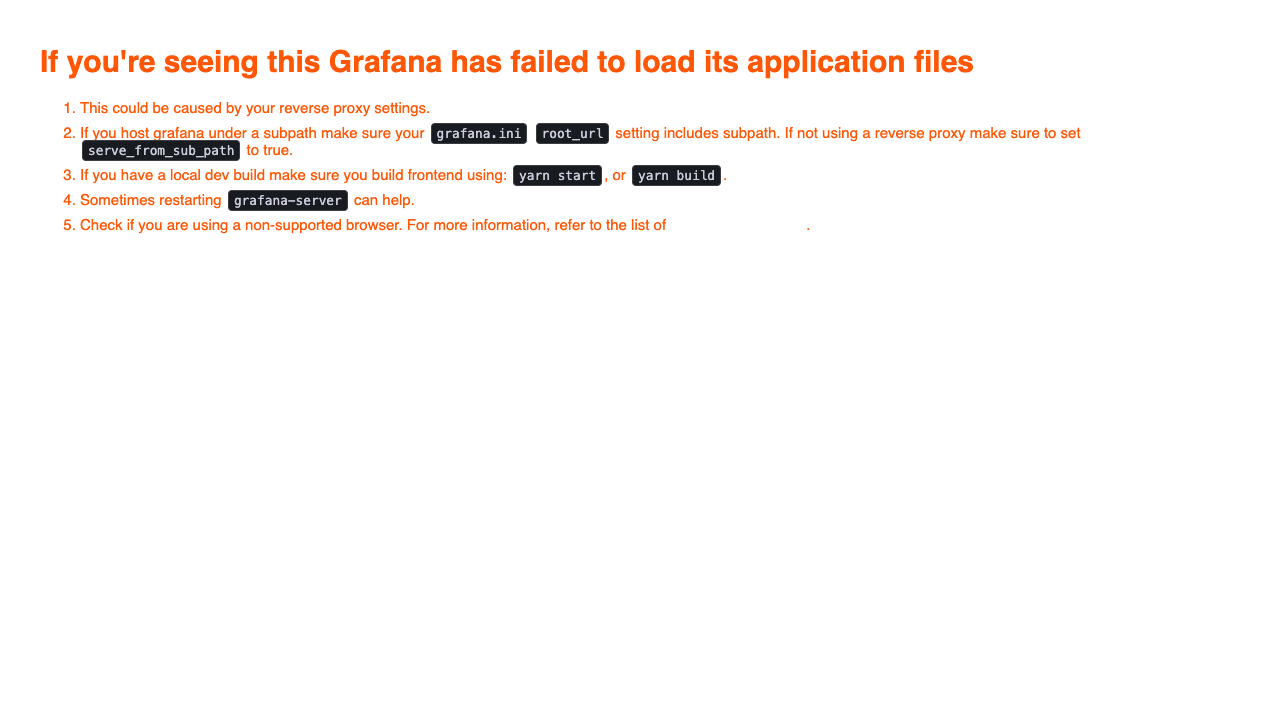 If you're seeing this Grafana has failed to load its application files
1. This could be caused by your reverse proxy settings.
2. If you host grafana under a subpath make sure your grafana.ini root_url setting includes subpath. If not using a reverse proxy make sure to set
serve_from_sub_path to true.
3. If you have a local dev build make sure you build frontend using: yarn start, or yarn build.
4. Sometimes restarting grafana-server can help.
5. Check if you are using a non-supported browser. For more information, refer to the list of .